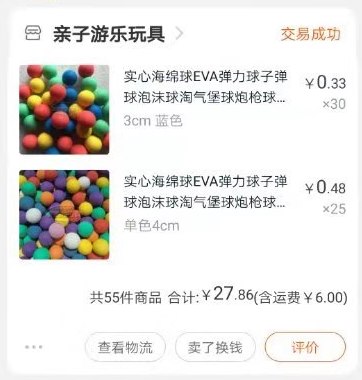 亲子游乐玩具
交易成功
实心海绵球EVA弹力球子弹
球泡沫球淘气堡球炮枪球...
¥0.33
×30
3cm 蓝色
实心海绵球EVA弹力球子弹
球泡沫球淘气堡球炮枪球...
¥0.48
×25
单色4cm
共55件商品 合计:¥27.86(含运费¥6.00)
查看物流
卖了换钱
评价